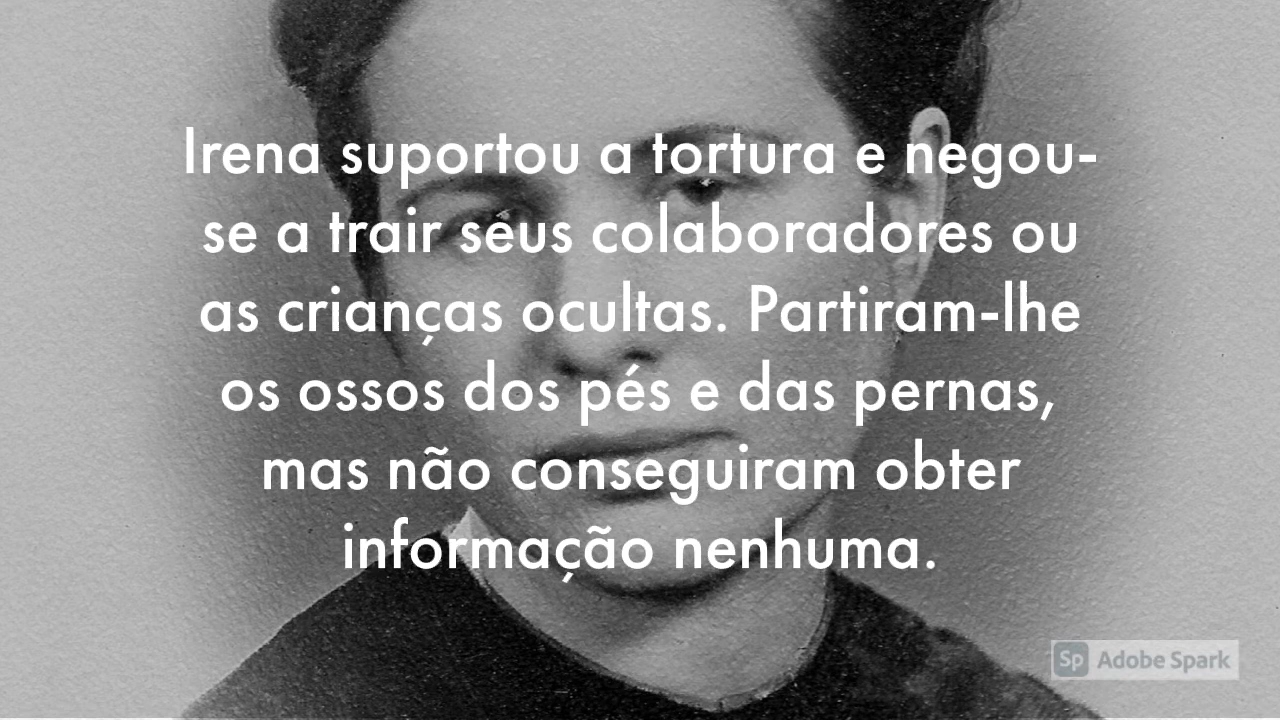 Irena suportou a tortura e negou-
se a trair seus colaboradores ou
as crianças ocultas. Partiram-lhe
os ossos dos pés e das pernas,
mas não conseguiram obter
informação nenhuma.
Sp Adobe Spark